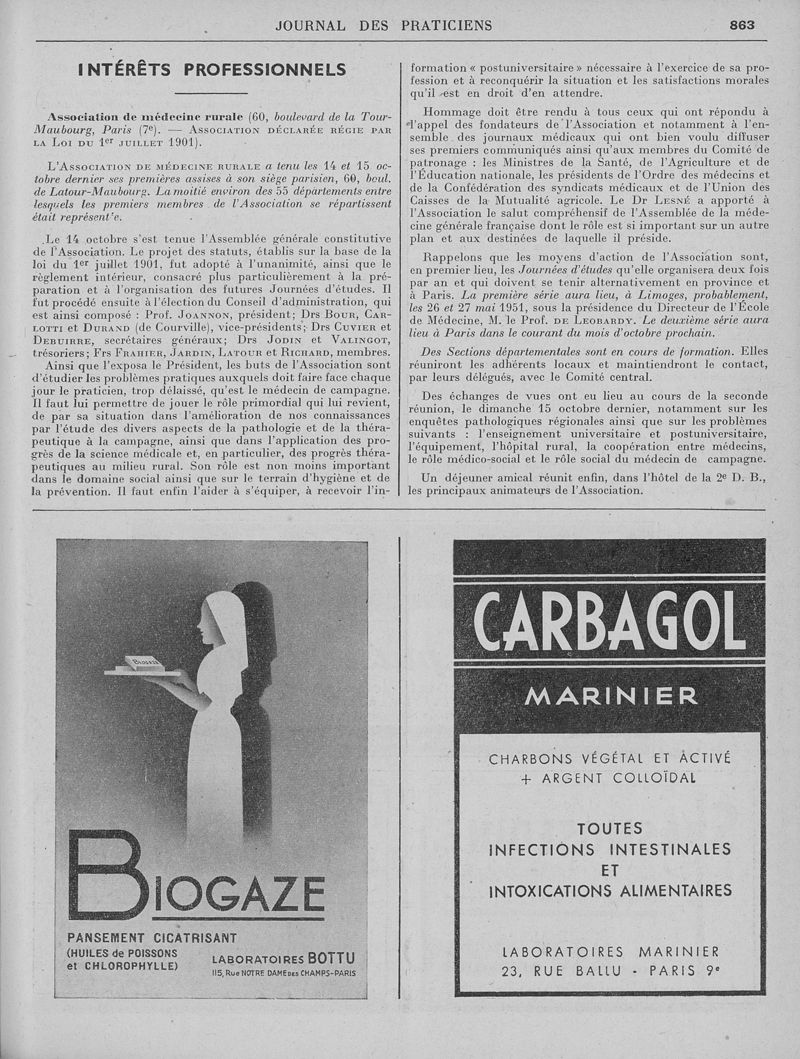 JOURNAL DES PRATICIENS 863
INTÉRÊTS PROFESSIONNELS
Association de médecine rurale (60, boulevard de la Tour-
Maubourg, Paris (7e). — Association déclarée régie par
la Loi du 1er juillet 1901).
L'Association de médecine rurale a tenu les 14 et 15 oc-
tobre dernier ses premières assises à son siège parisien, 60, boul.
de Latour-Maubourg. La moitié environ des 55 départements entre
lesquels les premiers membres de l'Association se répartissent
était représent'e.
Le 14 octobre s'est tenue l'Assemblée générale constitutive
de l'Association. Le projet des statuts, établis sur la base de la
loi du 1er juillet 1901, fut adopté à l'unanimité, ainsi que le
règlement intérieur, consacré plus particulièrement à la pré-
paration et à l'organisation des futures Journées d'études. Il
fut procédé ensuite à l'élection du Conseil d'administration, qui
est ainsi composé : Prof. Joannon, président; Drs Bour, Car-
lotti et Durand (de Courville), vice-présidents; Drs Cuvier et
Debuirre, secrétaires généraux; Drs Jodin et Valingot,
trésoriers; Frs Frahier, Jardin, Latour et Richard, membres.
Ainsi que l'exposa le Président, les buts de l'Association sont
d'étudier les problèmes pratiques auxquels doit faire face chaque
jour le praticien, trop délaissé, qu'est le médecin de campagne.
Il faut lui permettre de jouer le rôle primordial qui lui revient,
de par sa situation dans l'amélioration de nos connaissances
par l'étude des divers aspects de la pathologie et de la théra-
peutique à la campagne, ainsi que dans l'application des pro-
grès de la science médicale et, en particulier, des progrès théra-
peutiques au milieu rural. Son rôle est non moins important
dans le domaine social ainsi que sur le terrain d'hygiène et de
la prévention. Il faut enfin l'aider à s'équiper, à recevoir l'in-
formation « postuniversitaire » nécessaire à l'exercice de sa pro-
fession et à reconquérir la situation et les satisfactions morales
qu'il est en droit d'en attendre.
Hommage doit être rendu à tous ceux qui ont répondu à
l'appel des fondateurs de l'Association et notamment à l'en-
semble des journaux médicaux qui ont bien voulu diffuser
ses premiers communiqués ainsi qu'aux membres du Comité de
patronage : les Ministres de la Santé, de l'Agriculture et de
l'Éducation nationale, les présidents de l'Ordre des médecins et
de la Confédération des syndicats médicaux et de l'Union des
Caisses de la Mutualité agricole. Le Dr Lesné a apporté à
l'Association le salut compréhensif de l'Assemblée de la méde-
cine générale française dont le rôle est si important sur un autre
plan et aux destinées de laquelle il préside.
Rappelons que les moyens d'action de l'Association sont,
en premier lieu, les Journées d'études qu'elle organisera deux fois
par an et qui doivent se tenir alternativement en province et
à Paris. La première série aura lieu, à Limoges, probablement,
les 26 et 27 mai 1951, sous la présidence du Directeur de l'École
de Médecine, M. le Prof. de Leobardy. Le deuxième série aura
lieu à Paris dans le courant du mois d'octobre prochain.
Des Sections départementales sont en cours de formation. Elles
réuniront les adhérents locaux et maintiendront le contact,
par leurs délégués, avec le Comité central.
Des échanges de vues ont eu lieu au cours de la seconde
réunion, le dimanche 15 octobre dernier, notamment sur les
enquêtes pathologiques régionales ainsi que sur les problèmes
suivants : l'enseignement universitaire et postuniversitaire,
l'équipement, l'hôpital rural, la coopération entre médecins,
le rôle médico-social et le rôle social du médecin de campagne.
Un déjeuner amical réunit enfin, dans l'hôtel de la 2e D. B.,
les principaux animateurs de l'Association.
BIOGAZE
BIOGAZE
PANSEMENT CICATRISANT
(HUILES de POISSONS
et CHLOROPHYLLE)
LABORATOIRES BOTTU
115, Rue NOTRE DAME des CHAMPS-PARIS
CARBAGOL
MARINIER
CHARBONS VÉGÉTAL ET ACTIVÉ
+ ARGENT COLLOÏDAL
TOUTES
INFECTIONS INTESTINALES
ET
INTOXICATIONS ALIMENTAIRES
LABORATOIRES MARINIER
23, RUE BALLU - PARIS 9e